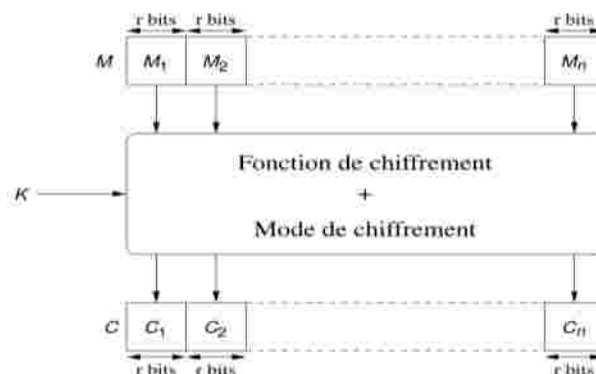 r bits r bits r bits
M M1 M2 Mn
Fonction de chiffrement
K +
Mode de chiffrement
C C1 C2 Cn
r bits r bits r bits